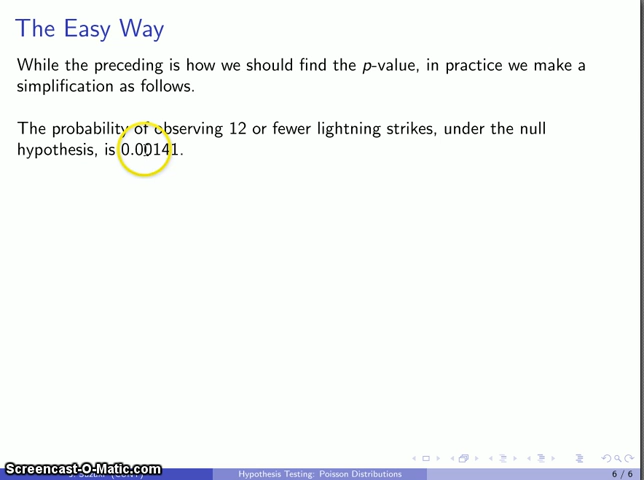 The Easy Way
While the preceding is how we should find the p-value, in practice we make a
simplification as follows.
The probability of observing 12 or fewer lightning strikes, under the null
hypothesis, is 0.00141.
Screencast-O-Matic.com
J. Suzuki (CUNY)
Hypothesis Testing: Poisson Distributions
6 / 6